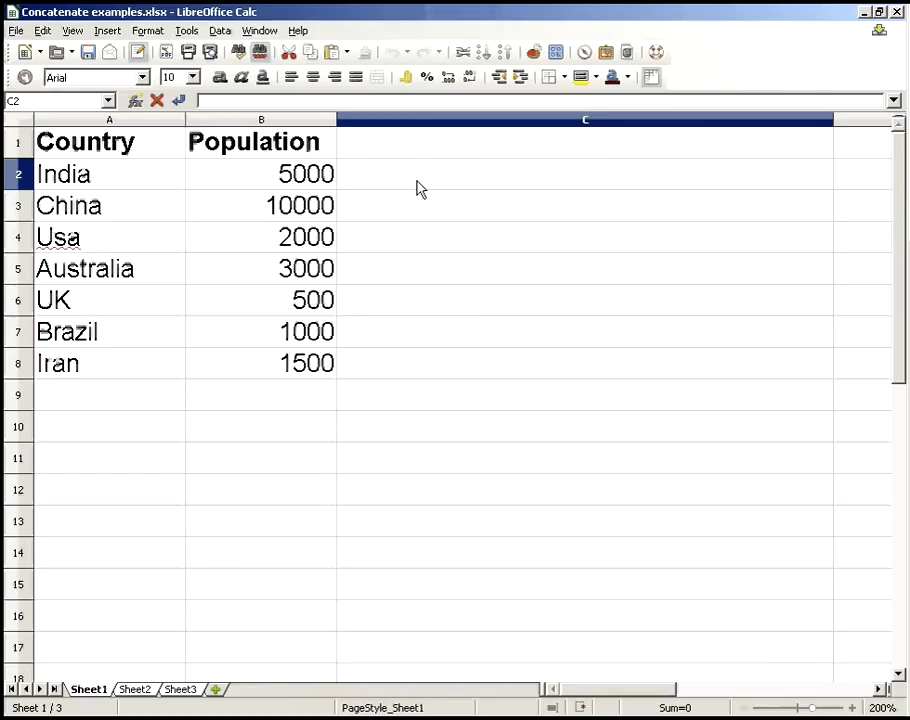 Concatenate examples.xlsx - LibreOffice Calc
File Edit View Insert Format Tools Data Window Help
Arial 10
C2
A B C
1 Country Population
2 India 5000
3 China 10000
4 Usa 2000
5 Australia 3000
6 UK 500
7 Brazil 1000
8 Iran 1500
9
10
11
12
13
14
15
16
17
18
Sheet1 Sheet2 Sheet3
Sheet 1 / 3 PageStyle_Sheet1 Sum=0 200%